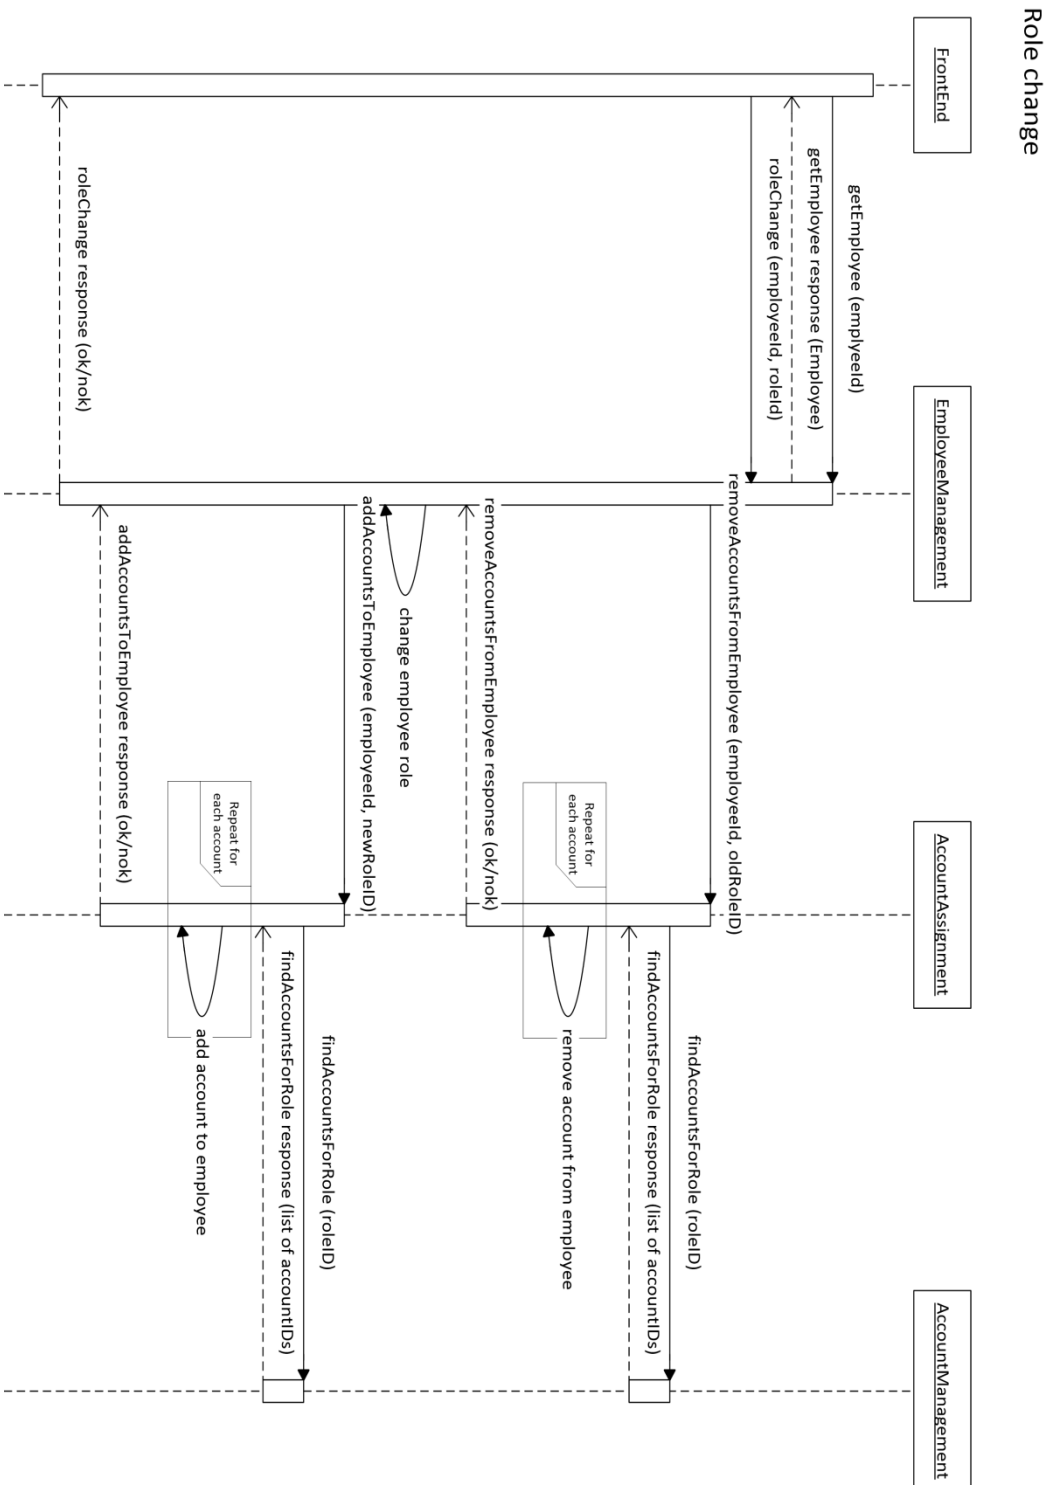 Role change
FrontEnd
EmployeeManagement
AccountAssignment
AccountManagement
getEmployee (emplyeeId)
getEmployee response (Employee)
roleChange (employeeId, roleId)
removeAccountsFromEmployee (employeeId, oldRoleID)
findAccountsForRole (roleID)
findAccountsForRole response (list of accountIDs)
Repeat for
each account
remove account from employee
removeAccountsFromEmployee response (ok/nok)
change employee role
addAccountsToEmployee (employeeId, newRoleID)
findAccountsForRole (roleID)
findAccountsForRole response (list of accountIDs)
Repeat for
each account
add account to employee
addAccountsToEmployee response (ok/nok)
roleChange response (ok/nok)